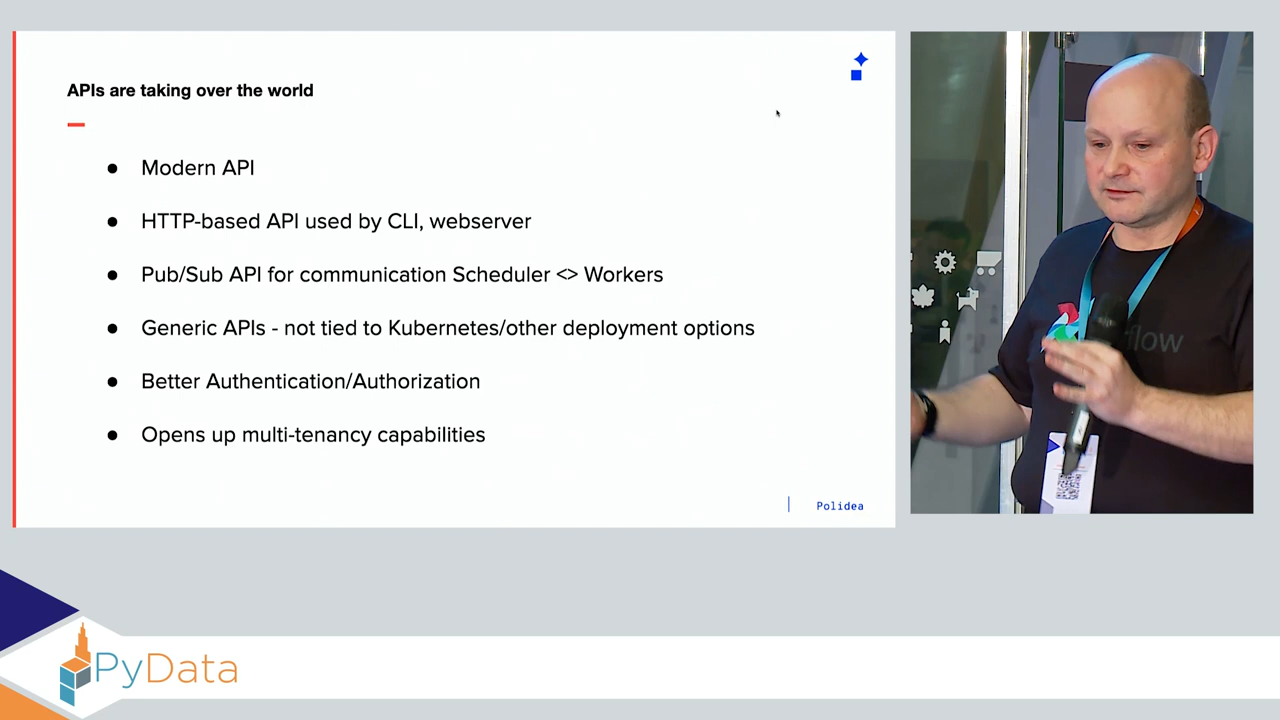 APIs are taking over the world
Modern API
HTTP-based API used by CLI, webserver
Pub/Sub API for communication Scheduler <> Workers
Generic APIs - not tied to Kubernetes/other deployment options
Better Authentication/Authorization
Opens up multi-tenancy capabilities
Polidea
flow
PyData